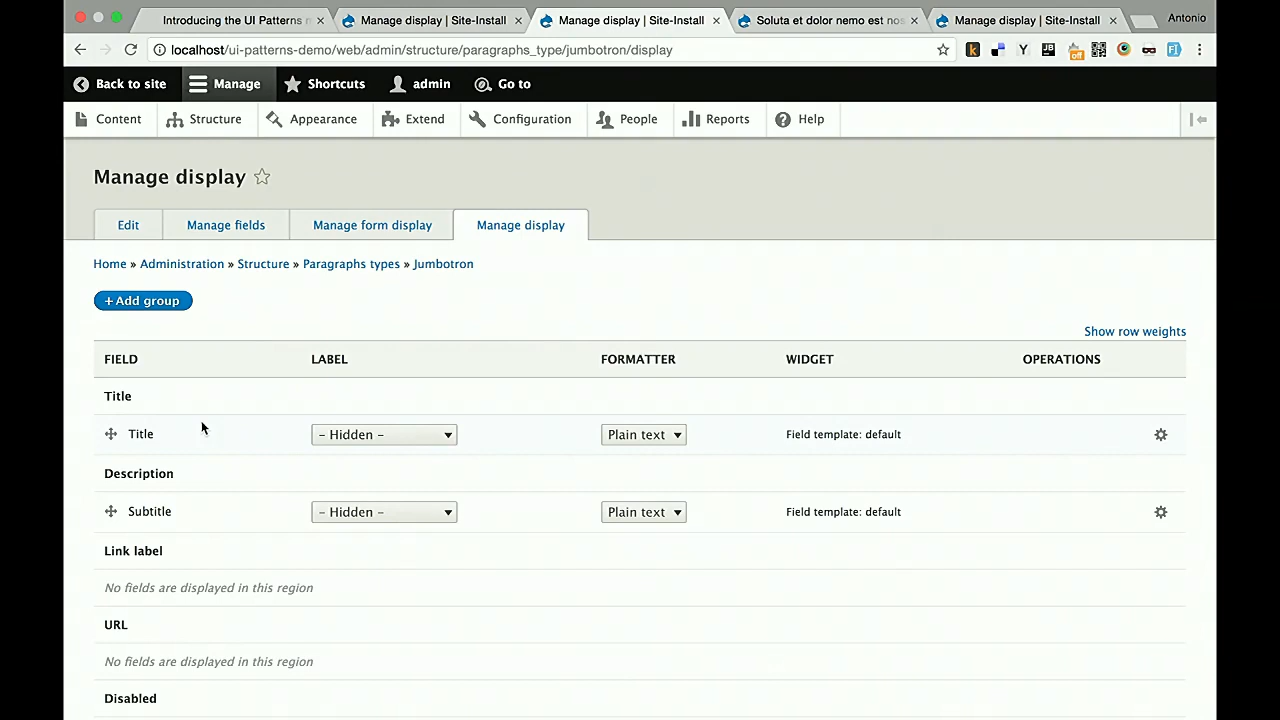 Introducing the UI Patterns m
Manage display | Site-Install
Manage display | Site-Install
Soluta et dolor nemo est nos
Manage display | Site-Install
Antonio
localhost/ui-patterns-demo/web/admin/structure/paragraphs_type/jumbotron/display
Back to site
Manage
Shortcuts
admin
Go to
Content
Structure
Appearance
Extend
Configuration
People
Reports
Help
Manage display
Edit
Manage fields
Manage form display
Manage display
Home » Administration » Structure » Paragraphs types » Jumbotron
+ Add group
Show row weights
FIELD LABEL FORMATTER WIDGET OPERATIONS
Title
Title - Hidden - Plain text Field template: default
Description
Subtitle - Hidden - Plain text Field template: default
Link label
No fields are displayed in this region
URL
No fields are displayed in this region
Disabled